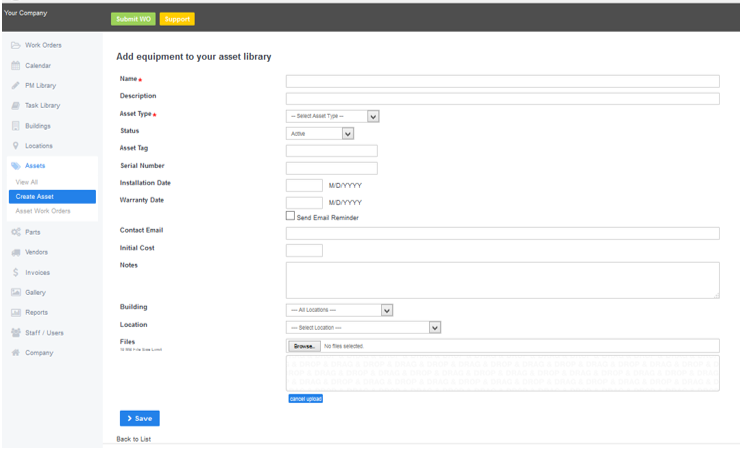 Your Company
Submit WO
Support
Work Orders
Calendar
PM Library
Task Library
Buildings
Locations
Assets
View All
Create Asset
Asset Work Orders
Parts
Vendors
Invoices
Gallery
Reports
Staff / Users
Company
Add equipment to your asset library
Name *
Description
Asset Type * -- Select Asset Type --
Status Active
Asset Tag
Serial Number
Installation Date M/D/YYYY
Warranty Date M/D/YYYY
Send Email Reminder
Contact Email
Initial Cost
Notes
Building ---- All Locations ----
Location ---- Select Location ----
Files Browse.. No files selected
cancel upload
Save
Back to List